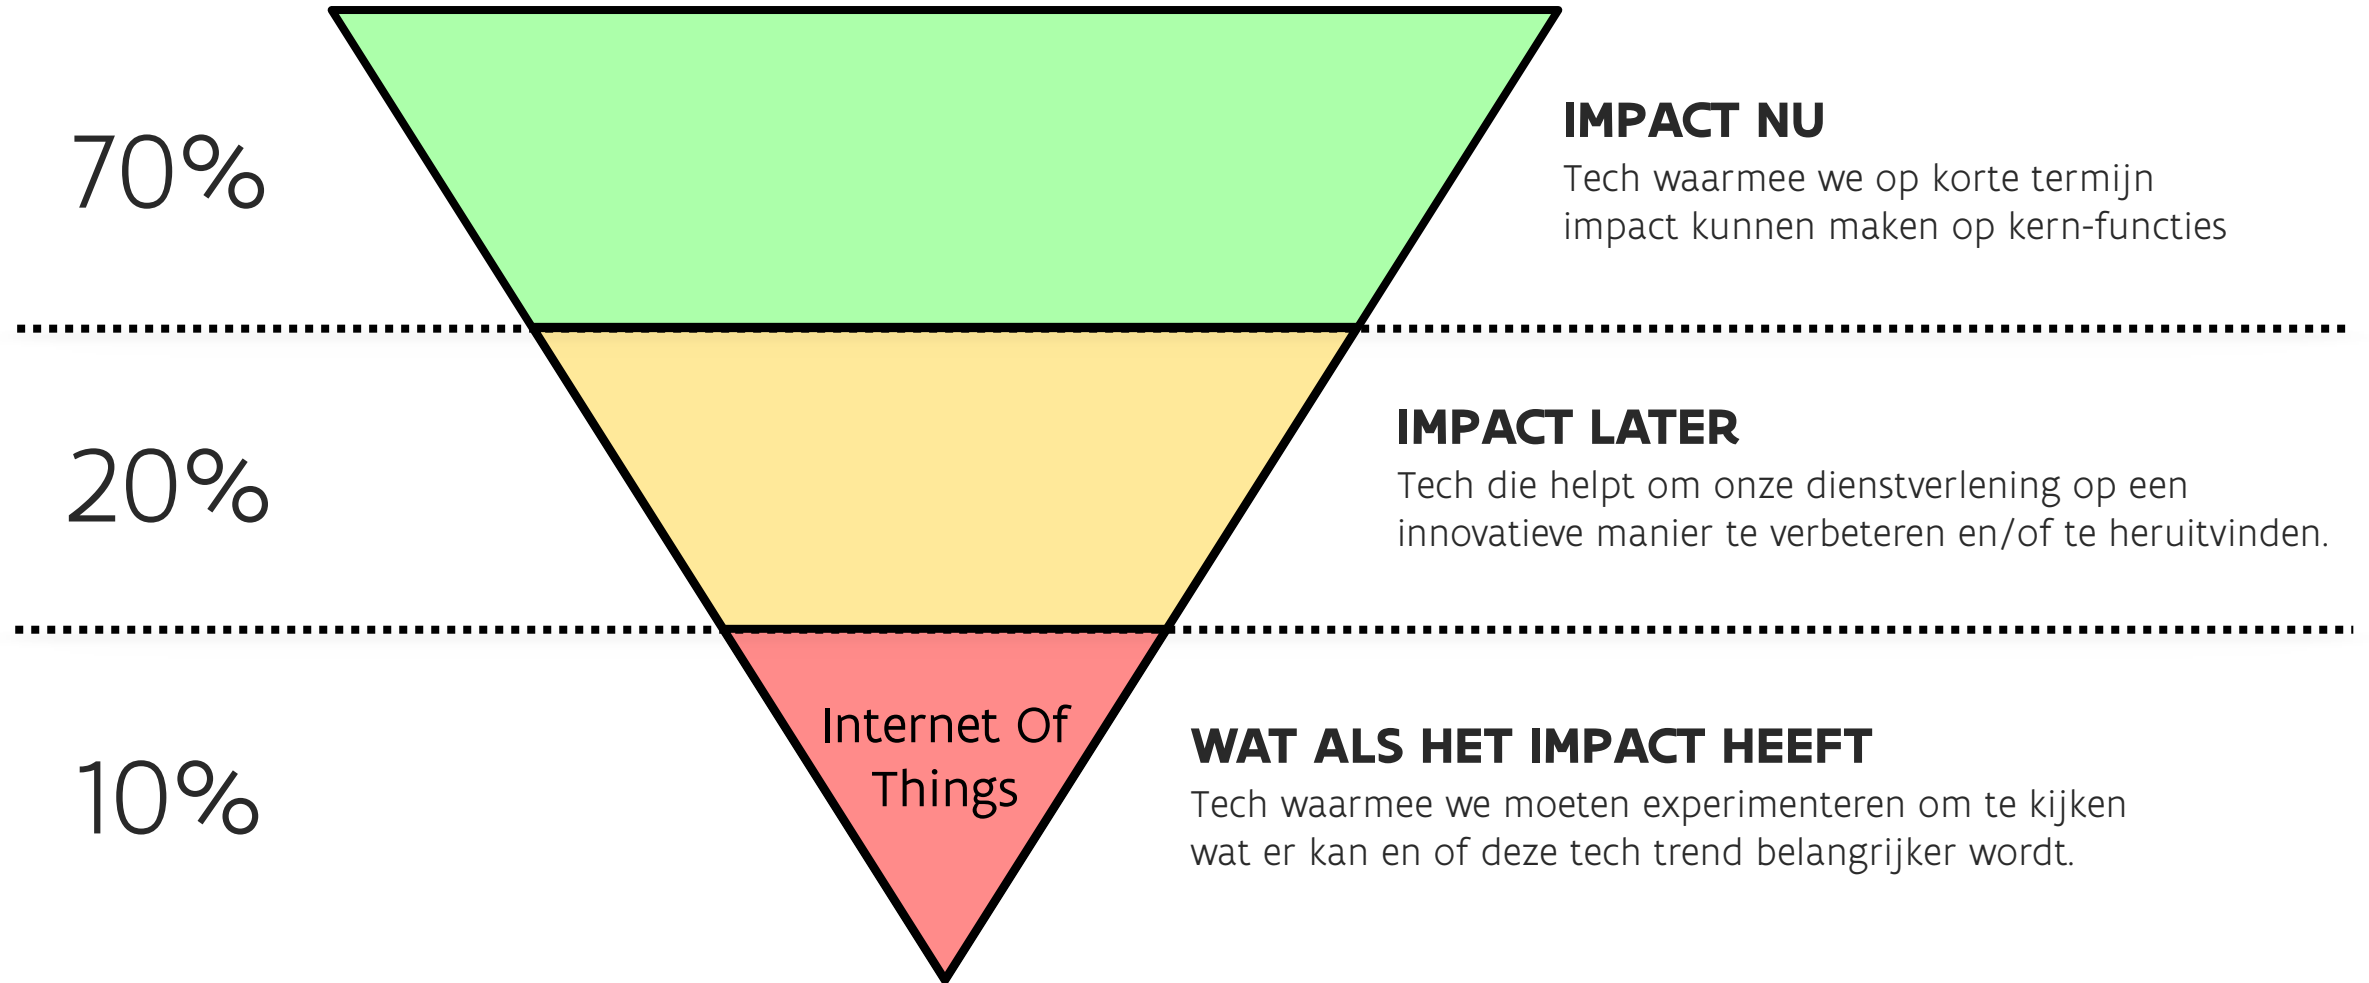 70%
IMPACT NU
Tech waarmee we op korte termijn
impact kunnen maken op kern-functies
20%
IMPACT LATER
Tech die helpt om onze dienstverlening op een
innovatieve manier te verbeteren en/of te heruitvinden.
10%
Internet Of
Things
WAT ALS HET IMPACT HEEFT
Tech waarmee we moeten experimenteren om te kijken
wat er kan en of deze tech trend belangrijker wordt.